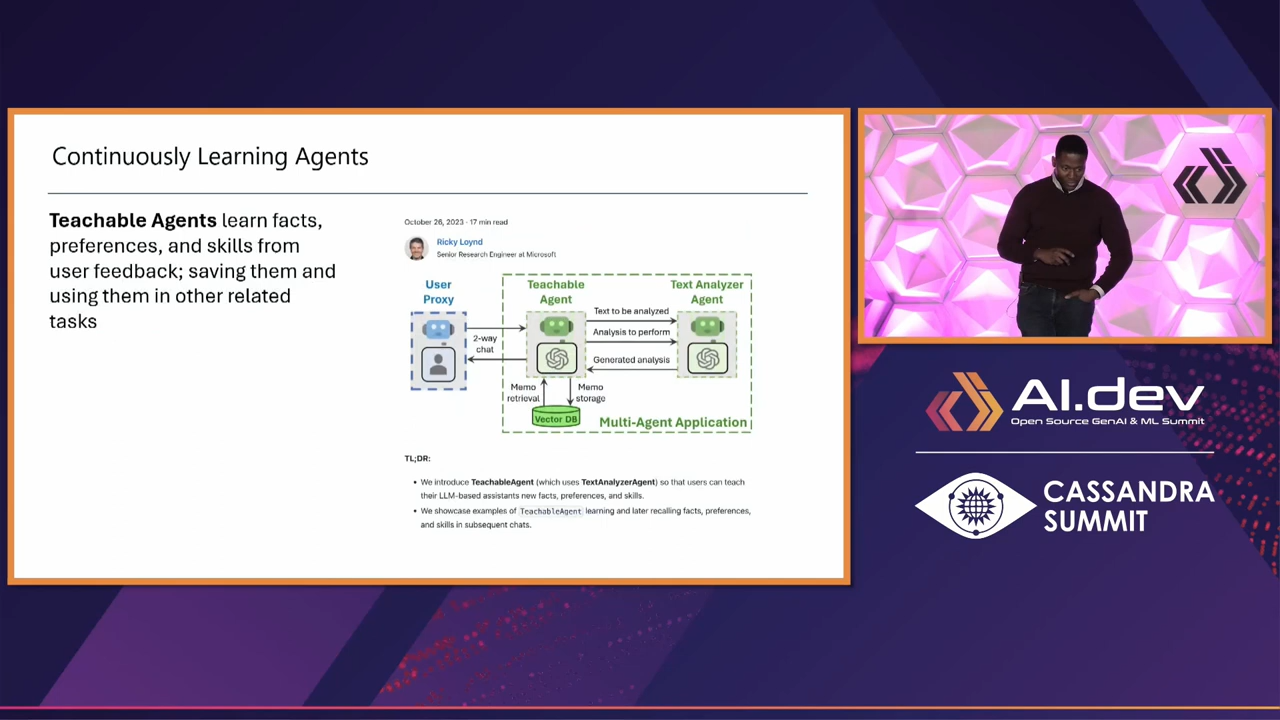 Continuously Learning Agents
Teachable Agents learn facts,
preferences, and skills from
user feedback; saving them and
using them in other related
tasks
October 26, 2023 · 17 min read
Ricky Loynd
Senior Research Engineer at Microsoft
User
Proxy
Teachable
Agent
Text Analyzer
Agent
Text to be analyzed
Analysis to perform
Generated analysis
2-way
chat
Memo
retrieval
Memo
storage
Vector DB
Multi-Agent Application
TL;DR:
• We introduce TeachableAgent (which uses TextAnalyzerAgent) so that users can teach
their LLM-based assistants new facts, preferences, and skills.
• We showcase examples of TeachableAgent learning and later recalling facts, preferences,
and skills in subsequent chats.
AI.dev
Open Source GenAI & ML Summit
CASSANDRA
SUMMIT